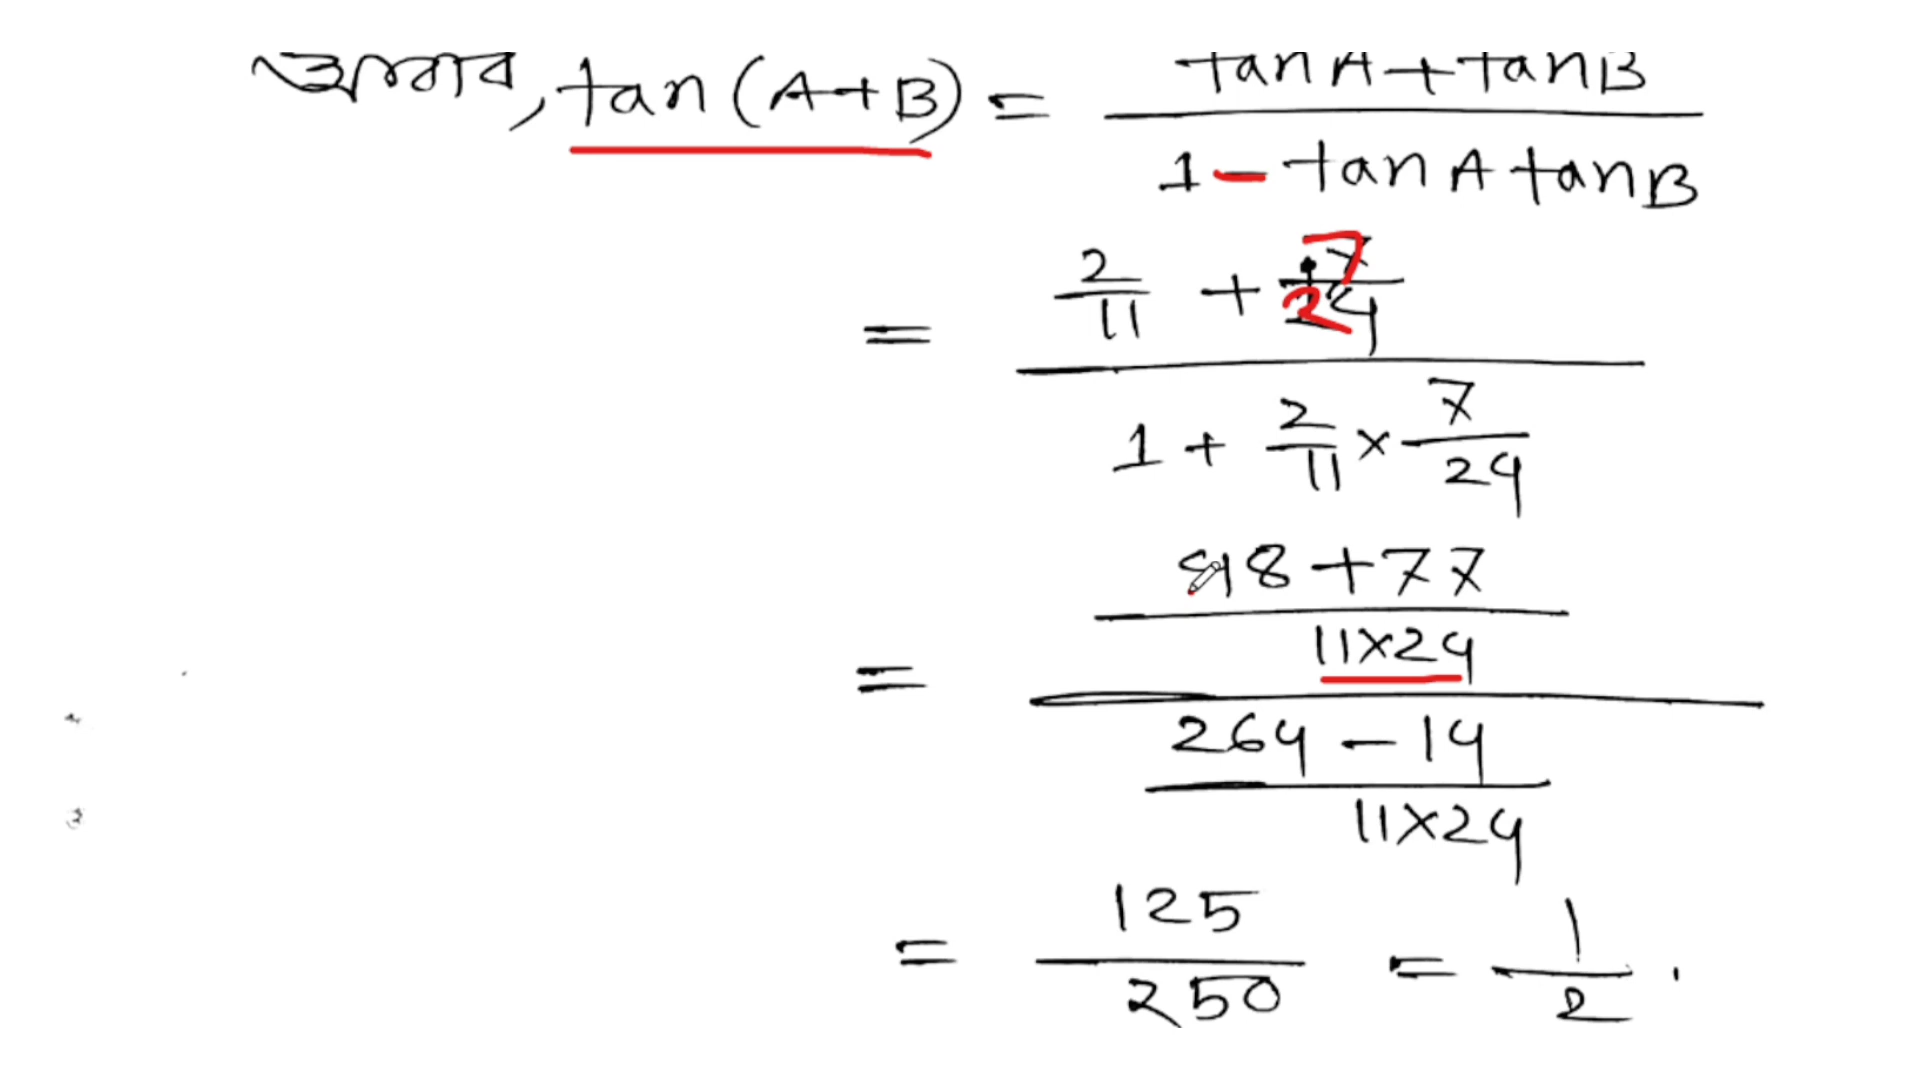 অতএব, tan(A+B) = tanA+tanB / 1 - tanA tanB
= 2/11 + 7/24 / 1 + 2/11 × 7/24
= 48+77 / 11×24 / 264 - 14 / 11×24
= 125/250 = 1/2 .